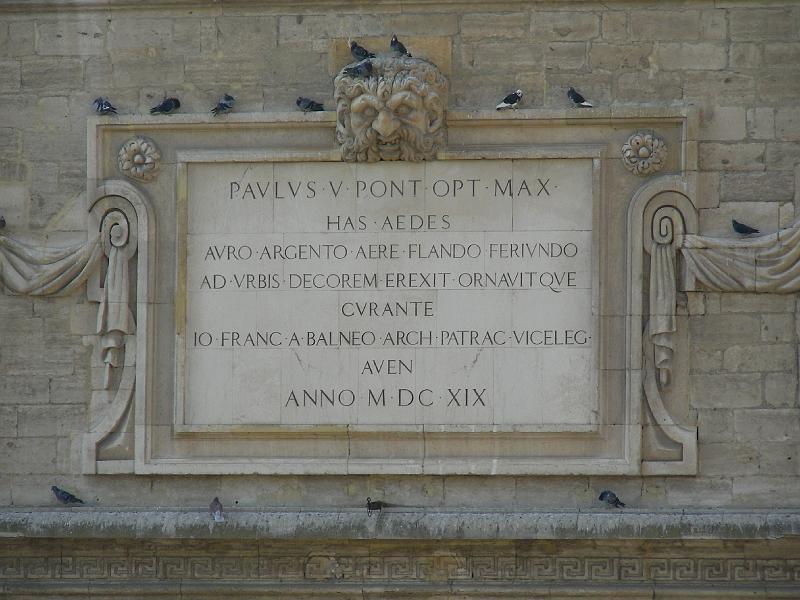 PAVLVS·V·PONT·OPT·MAX·
HAS·AEDES
AVRO·ARGENTO·AERE·FLANDO·FERIVNDO
AD·VRBIS·DECOREM·EREXIT·ORNAVITQVE
CVRANTE
IO·FRANC·A·BALNEO·ARCH·PATRAC·VICELEG·
AVEN
ANNO·M·DC·XIX